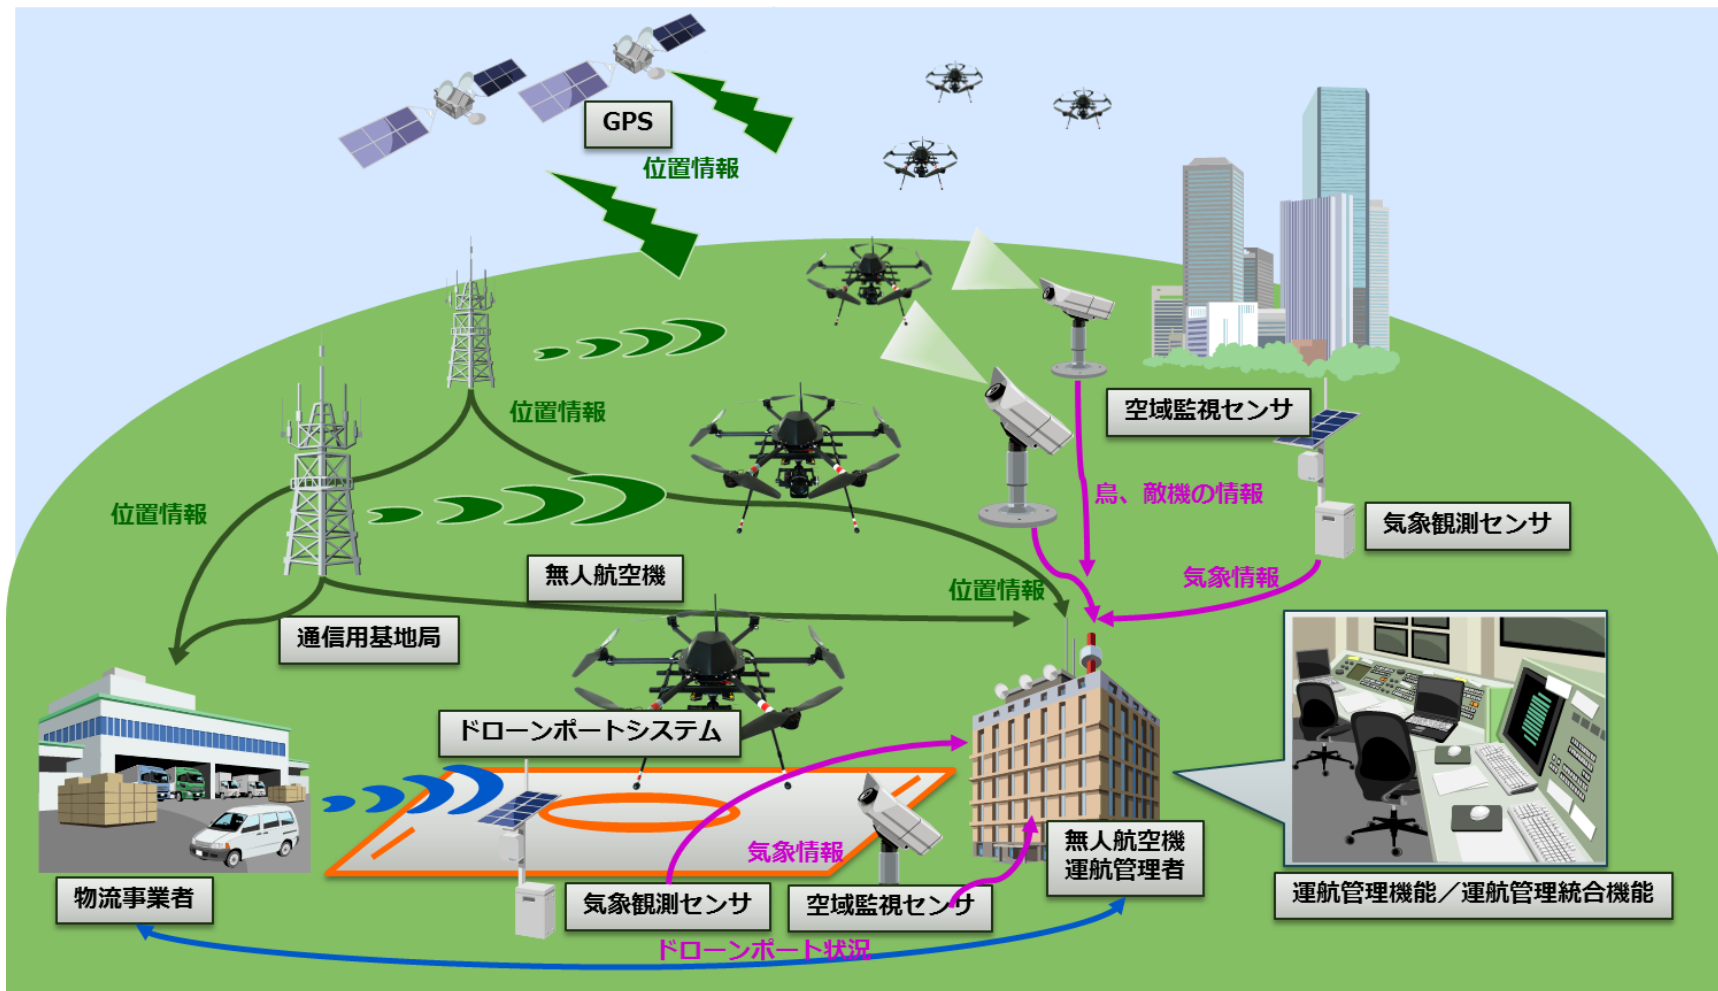 GPS
位置情報
位置情報
空域監視センサ
鳥、敵機の情報
位置情報
気象観測センサ
無人航空機
位置情報
気象情報
通信用基地局
ドローンポートシステム
気象情報
無人航空機
運航管理者
物流事業者
気象観測センサ
空域監視センサ
運航管理機能／運航管理統合機能
ドローンポート状況